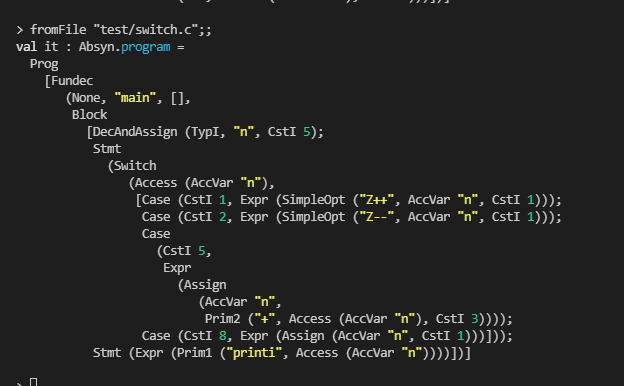 > fromFile "test/switch.c";;
val it : Absyn.program =
  Prog
    [Fundec
       (None, "main", [],
        Block
          [DecAndAssign (TypI, "n", CstI 5);
           Stmt
             (Switch
                (Access (AccVar "n"),
                 [Case (CstI 1, Expr (SimpleOpt ("Z++", AccVar "n", CstI 1)));
                  Case (CstI 2, Expr (SimpleOpt ("Z--", AccVar "n", CstI 1)));
                  Case
                    (CstI 5,
                     Expr
                       (Assign
                          (AccVar "n",
                           Prim2 ("+", Access (AccVar "n"), CstI 3))));
                  Case (CstI 8, Expr (Assign (AccVar "n", CstI 1)))]));
           Stmt (Expr (Prim1 ("printi", Access (AccVar "n"))))])]
>